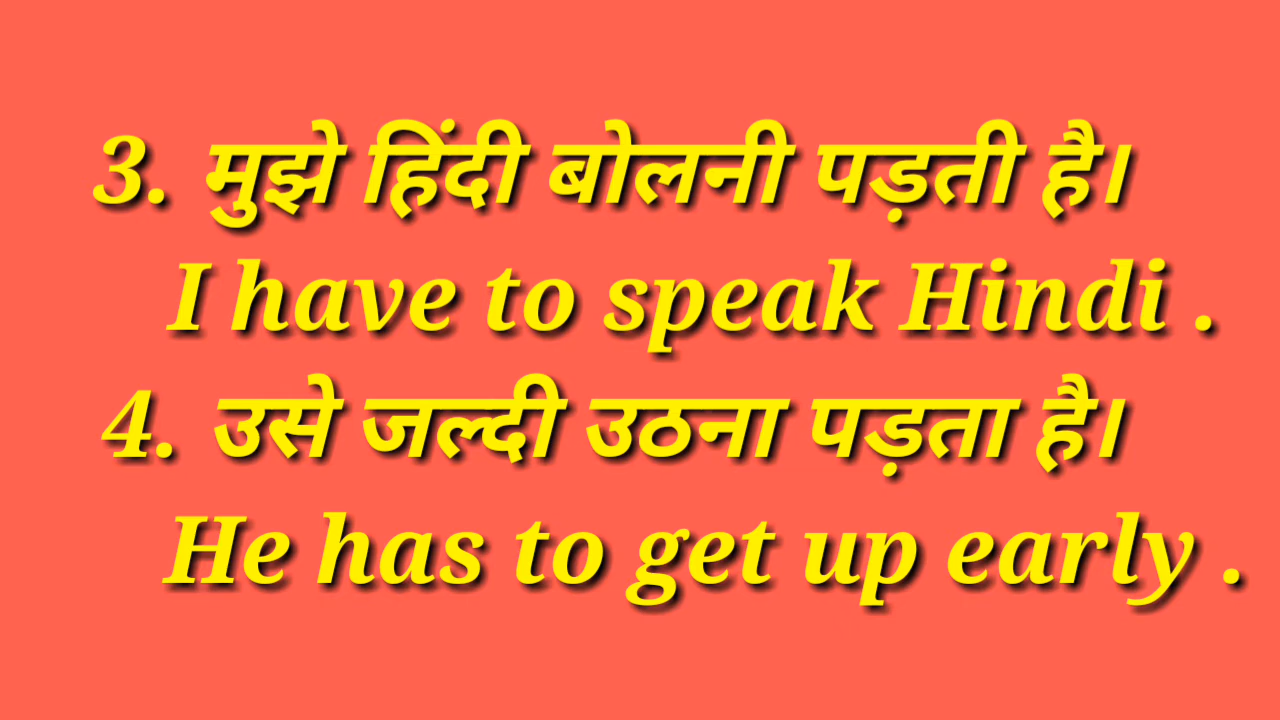 3. मुझे हिंदी बोलनी पड़ती है।
I have to speak Hindi .
4. उसे जल्दी उठना पड़ता है।
He has to get up early .